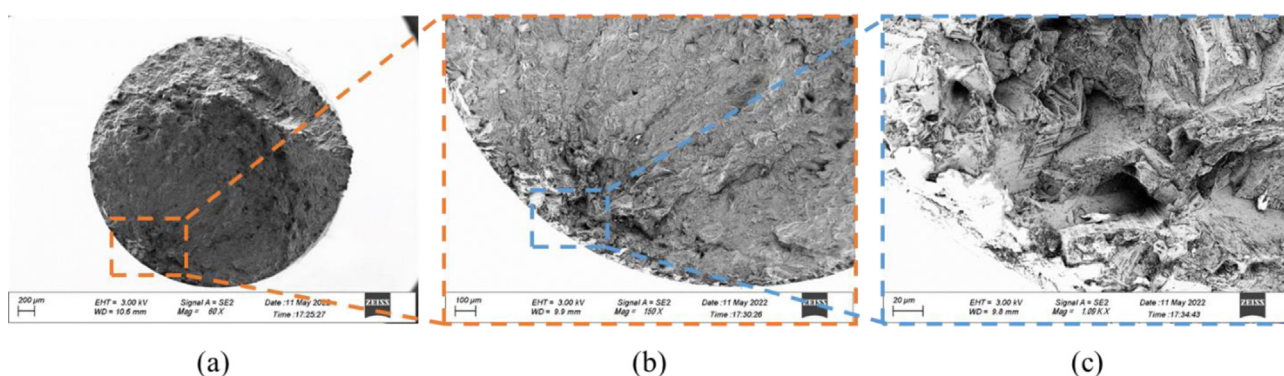 200 µm
EHT = 3.00 kV
WD = 10.6 mm
Signal A = SE2
Mag = 60 X
Date :11 May 2022
Time :17:25:27
ZEISS
100 µm
EHT = 3.00 kV
WD = 9.9 mm
Signal A = SE2
Mag = 150 X
Date :11 May 2022
Time :17:30:26
ZEISS
20 µm
EHT = 3.00 kV
WD = 9.8 mm
Signal A = SE2
Mag = 1.09 K X
Date :11 May 2022
Time :17:34:43
ZEISS
(a)
(b)
(c)